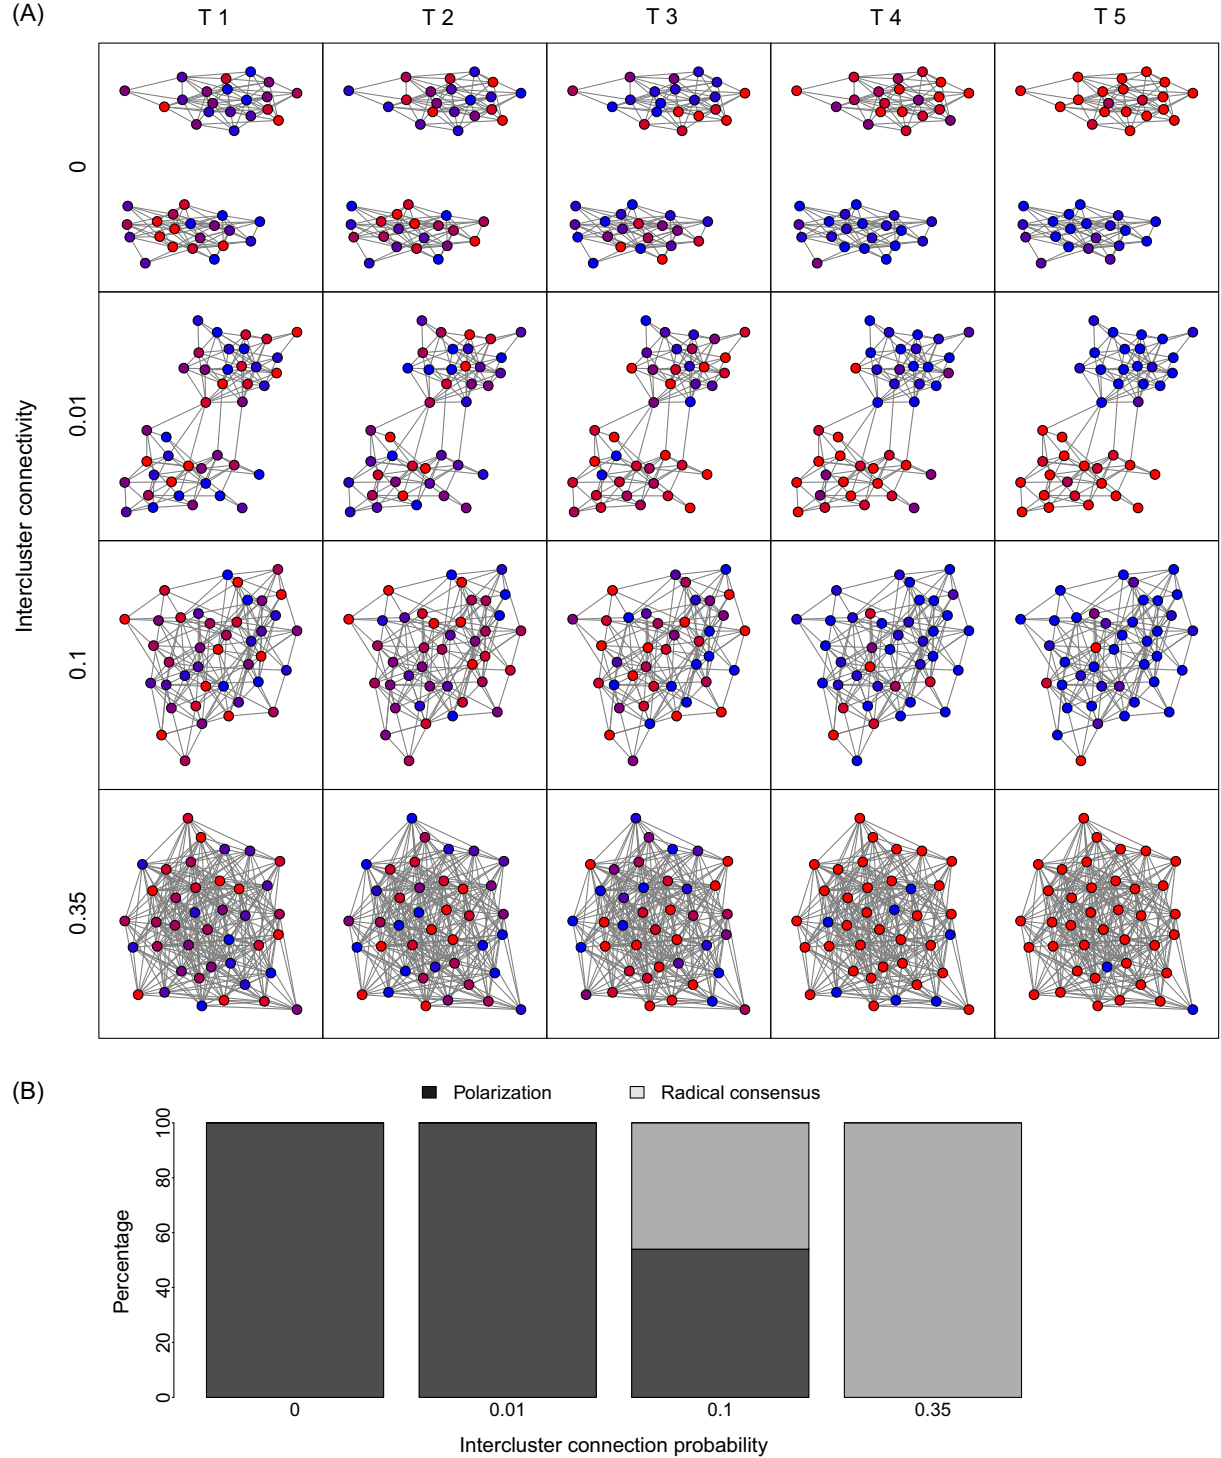 (A)
T 1 T 2 T 3 T 4 T 5
Intercluster connectivity
0
0.01
0.1
0.35
(B)
Polarization Radical consensus
Percentage
100
80
60
40
20
0
0 0.01 0.1 0.35
Intercluster connection probability